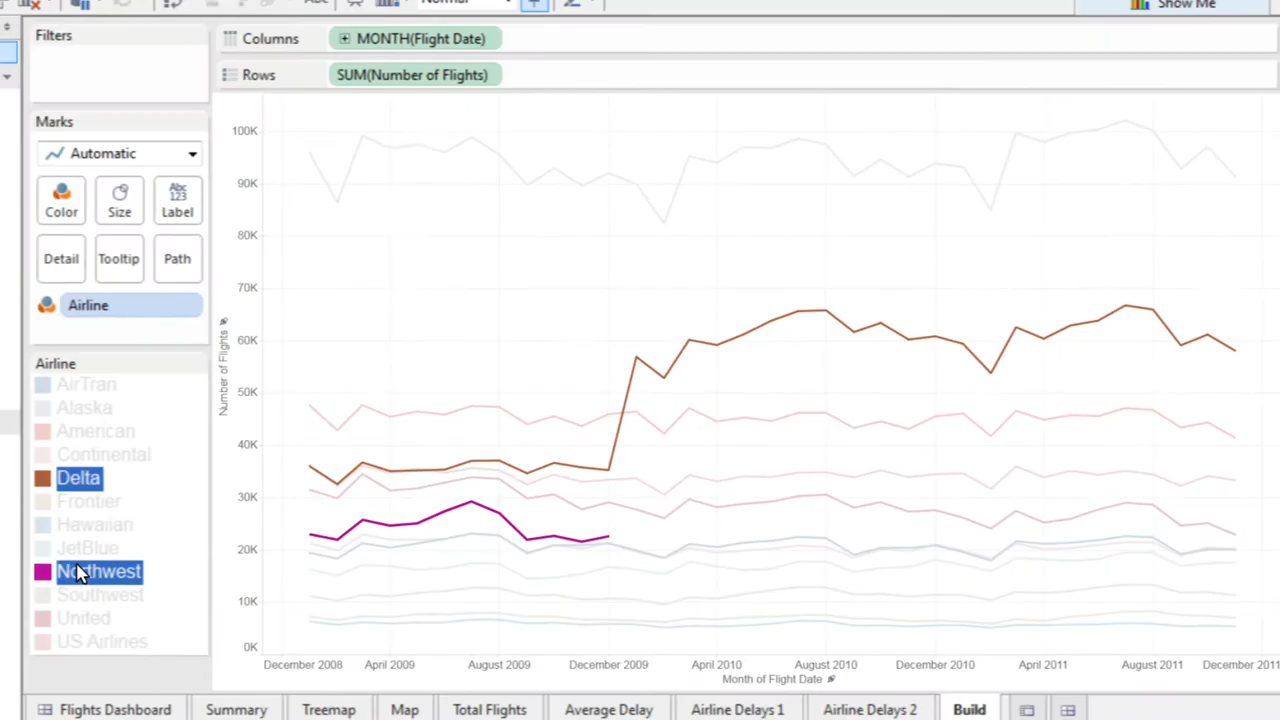 Abc
Normal
Show Me
Filters
Columns
MONTH(Flight Date)
Rows
SUM(Number of Flights)
Marks
Automatic
Color
Size
Abc
123
Label
Detail
Tooltip
Path
Airline
Airline
AirTran
Alaska
American
Continental
Delta
Frontier
Hawaiian
JetBlue
Northwest
Southwest
United
US Airlines
Number of Flights
100K
90K
80K
70K
60K
50K
40K
30K
20K
10K
0K
December 2008
April 2009
August 2009
December 2009
April 2010
August 2010
December 2010
April 2011
August 2011
December 2011
Month of Flight Date
Flights Dashboard
Summary
Treemap
Map
Total Flights
Average Delay
Airline Delays 1
Airline Delays 2
Build